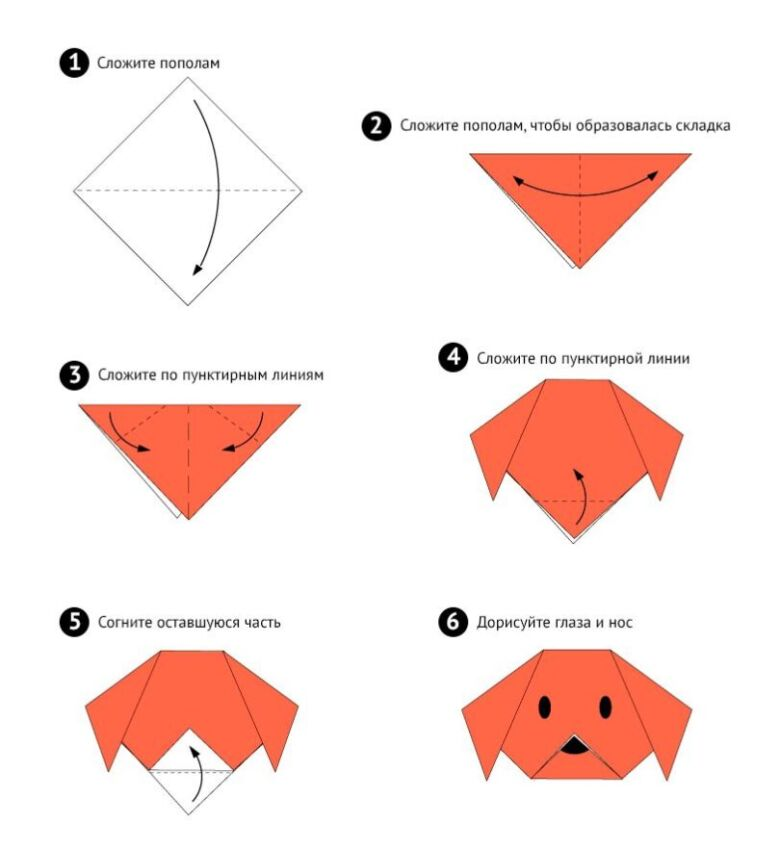 1 Сложите пополам
2 Сложите пополам, чтобы образовалась складка
3 Сложите по пунктирным линиям
4 Сложите по пунктирной линии
5 Согните оставшуюся часть
6 Дорисуйте глаза и нос